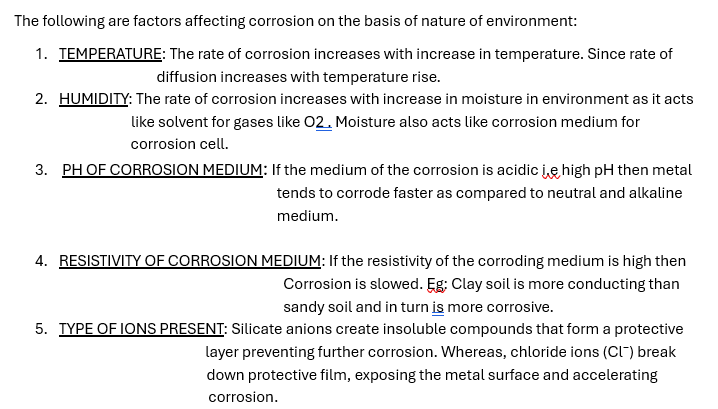 The following are factors affecting corrosion on the basis of nature of environment:
1. TEMPERATURE: The rate of corrosion increases with increase in temperature. Since rate of
diffusion increases with temperature rise.
2. HUMIDITY: The rate of corrosion increases with increase in moisture in environment as it acts
like solvent for gases like O2 . Moisture also acts like corrosion medium for
corrosion cell.
3. PH OF CORROSION MEDIUM: If the medium of the corrosion is acidic i.e high pH then metal
tends to corrode faster as compared to neutral and alkaline
medium.
4. RESISTIVITY OF CORROSION MEDIUM: If the resistivity of the corroding medium is high then
Corrosion is slowed. Eg: Clay soil is more conducting than
sandy soil and in turn is more corrosive.
5. TYPE OF IONS PRESENT: Silicate anions create insoluble compounds that form a protective
layer preventing further corrosion. Whereas, chloride ions (Cl⁻) break
down protective film, exposing the metal surface and accelerating
corrosion.